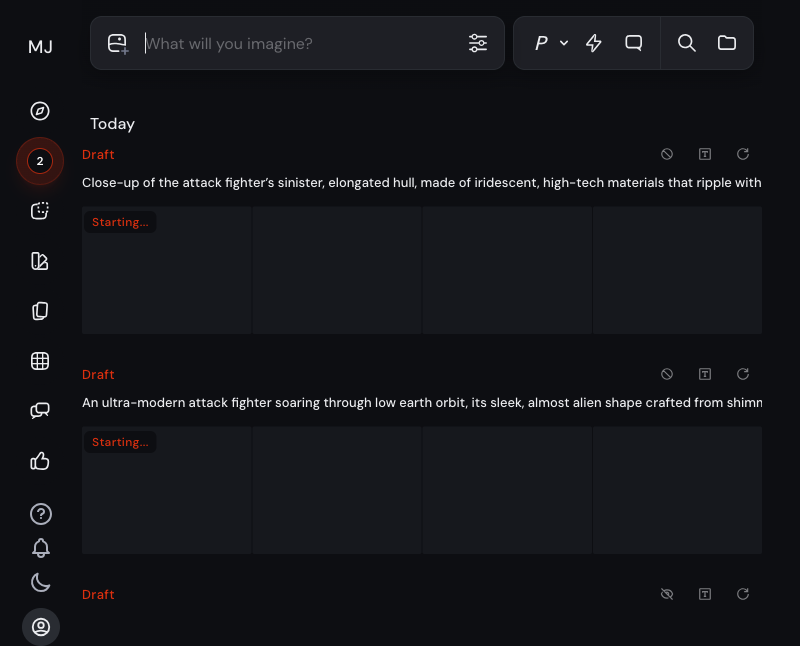 MJ
What will you imagine?
P
2
Today
Draft
Close-up of the attack fighter’s sinister, elongated hull, made of iridescent, high-tech materials that ripple with
Starting...
Draft
An ultra-modern attack fighter soaring through low earth orbit, its sleek, almost alien shape crafted from
Starting...
Draft